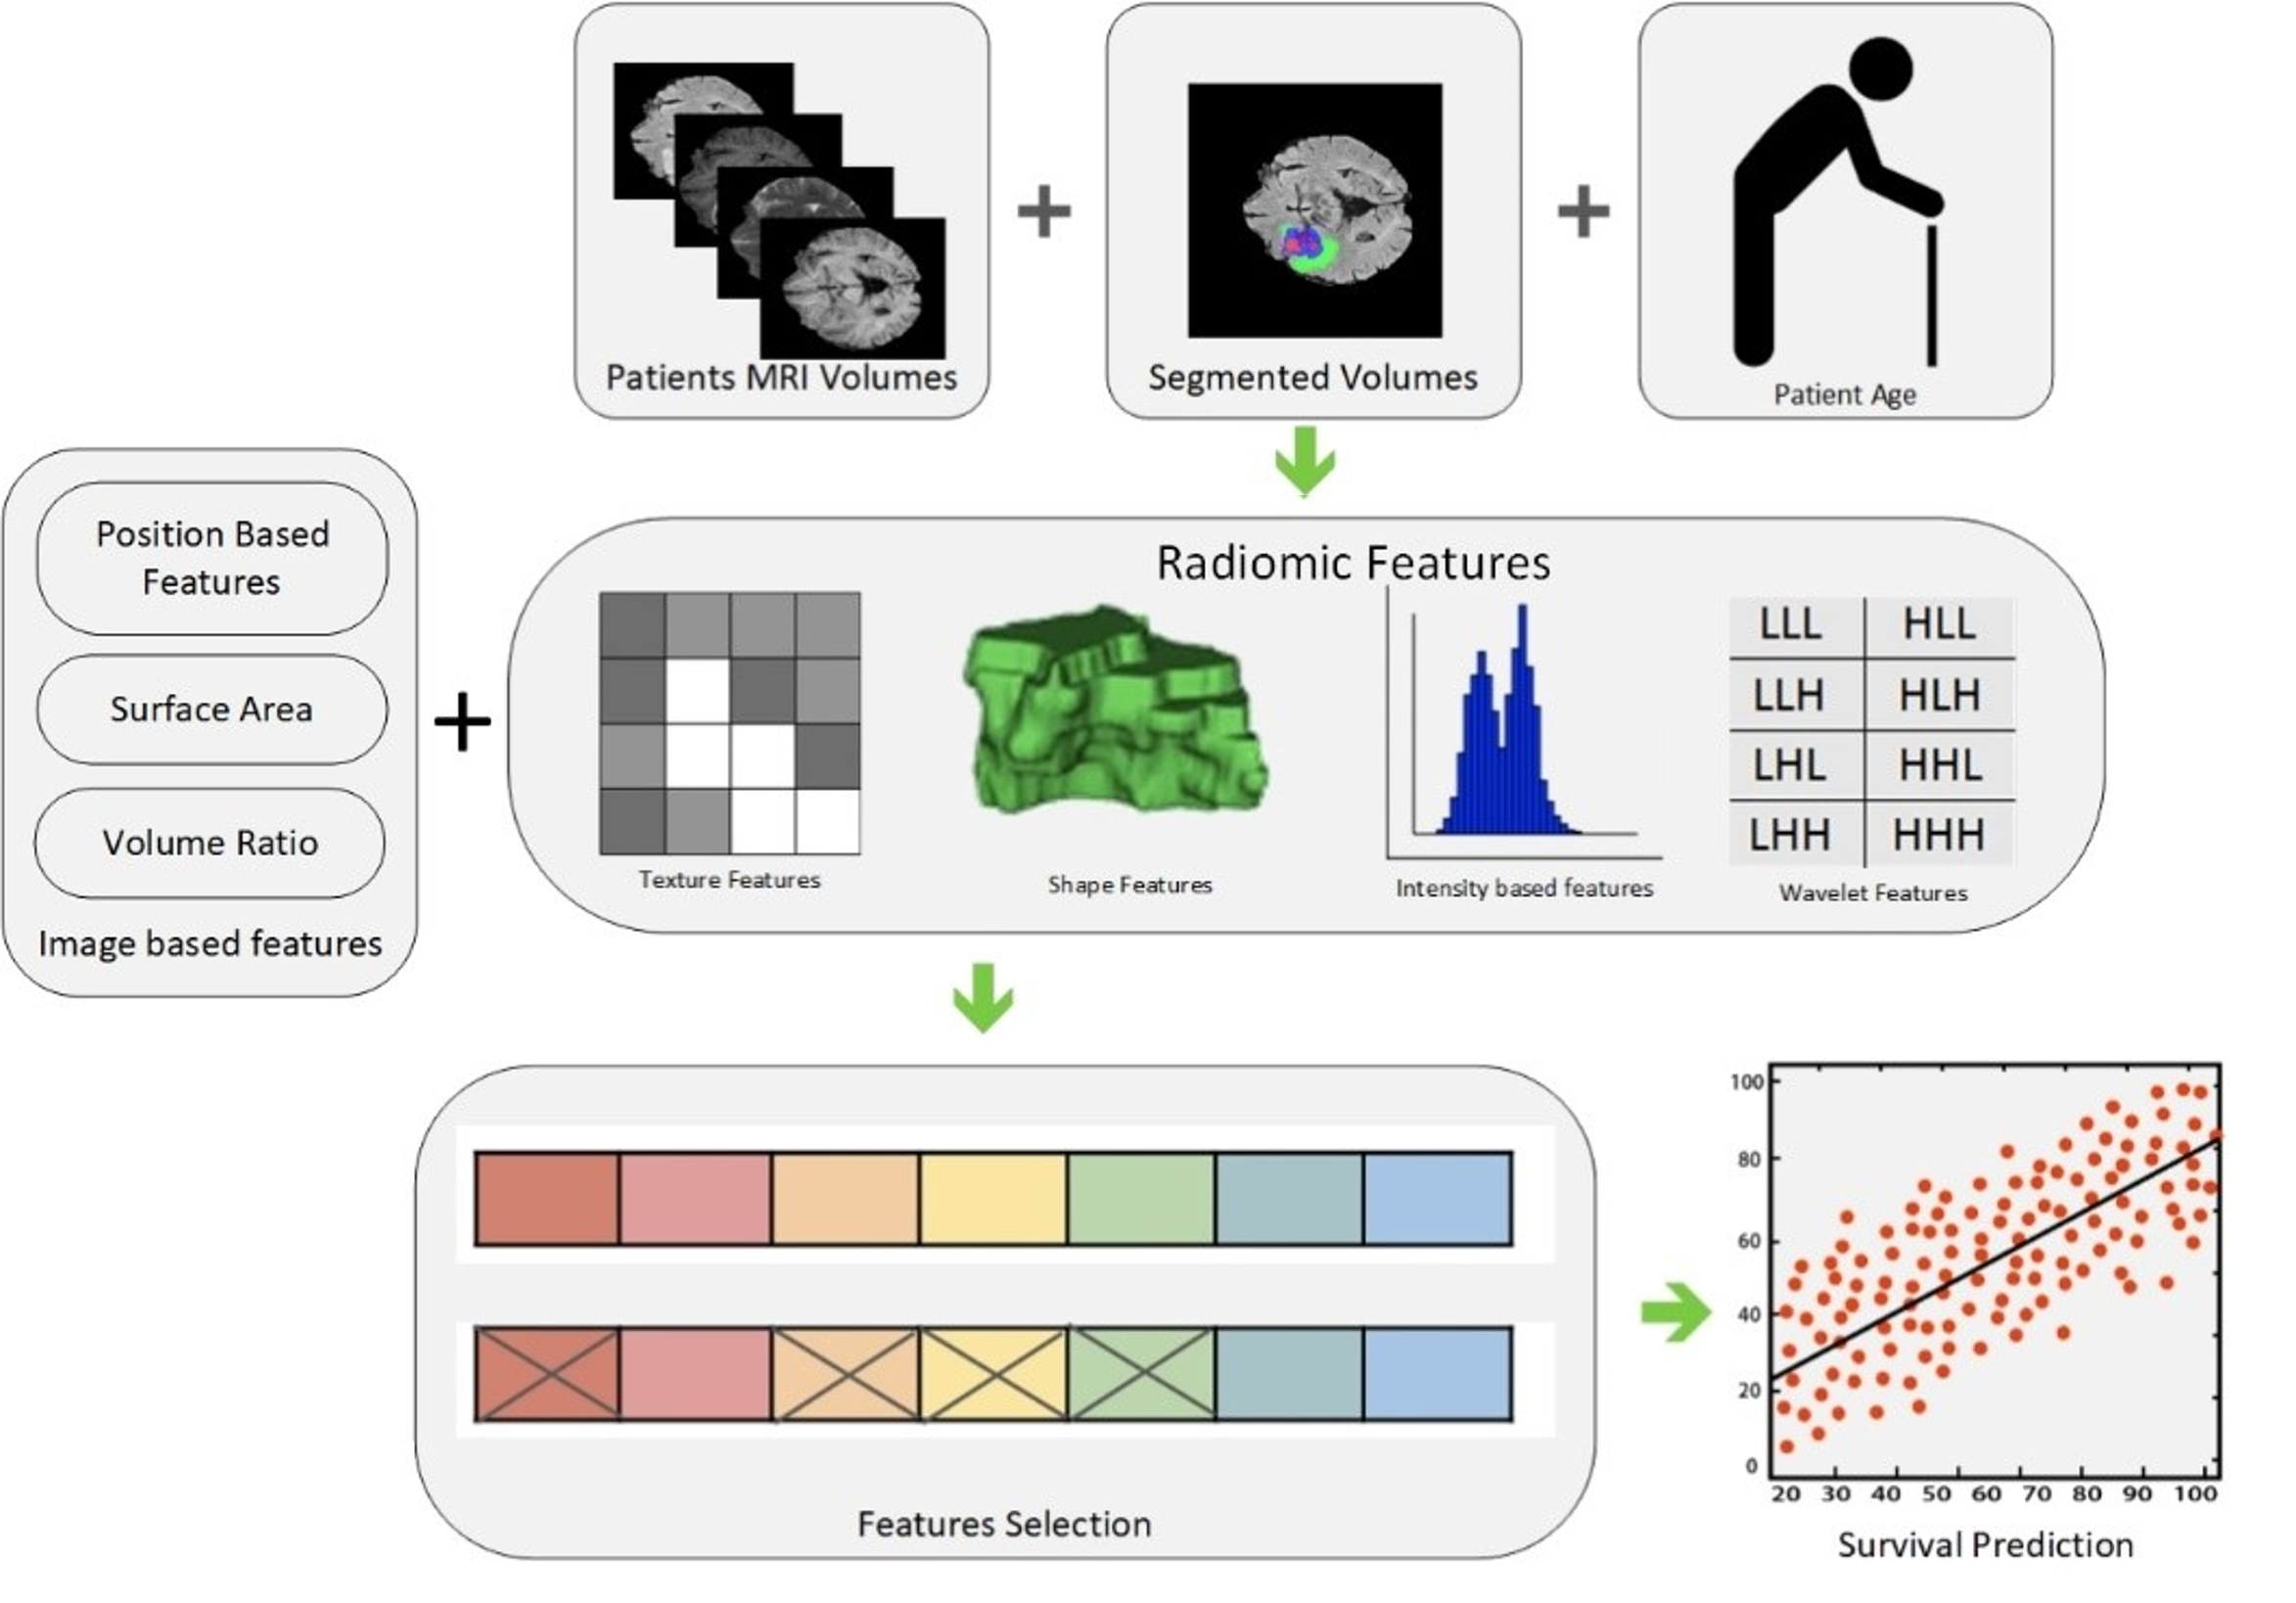 Patients MRI Volumes
Segmented Volumes
Patient Age
Position Based
Features
Surface Area
Volume Ratio
Image based features
Radiomic Features
Texture Features
Shape Features
Intensity based features
LLL HLL
LLH HLH
LHL HHL
LHH HHH
Wavelet Features
Features Selection
100
80
60
40
20
0
20 30 40 50 60 70 80 90 100
Survival Prediction